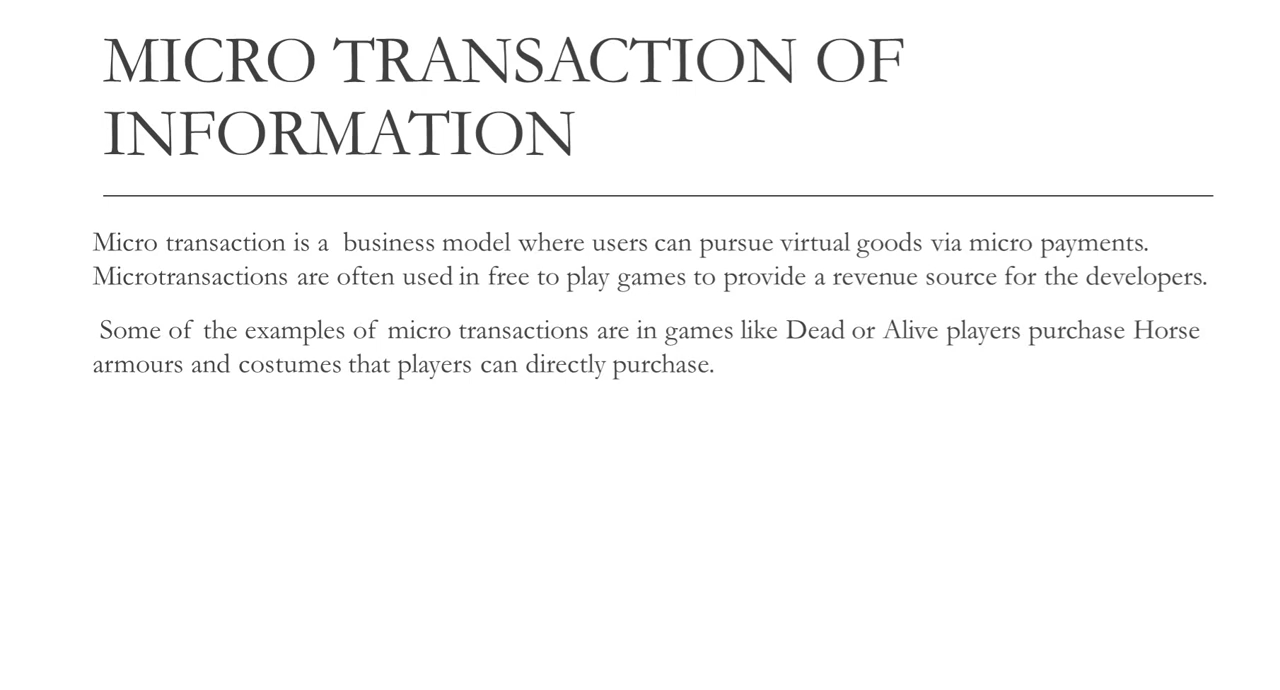 MICRO TRANSACTION OF
INFORMATION
Micro transaction is a business model where users can pursue virtual goods via micro payments.
Microtransactions are often used in free to play games to provide a revenue source for the developers.
Some of the examples of micro transactions are in games like Dead or Alive players purchase Horse
armours and costumes that players can directly purchase.